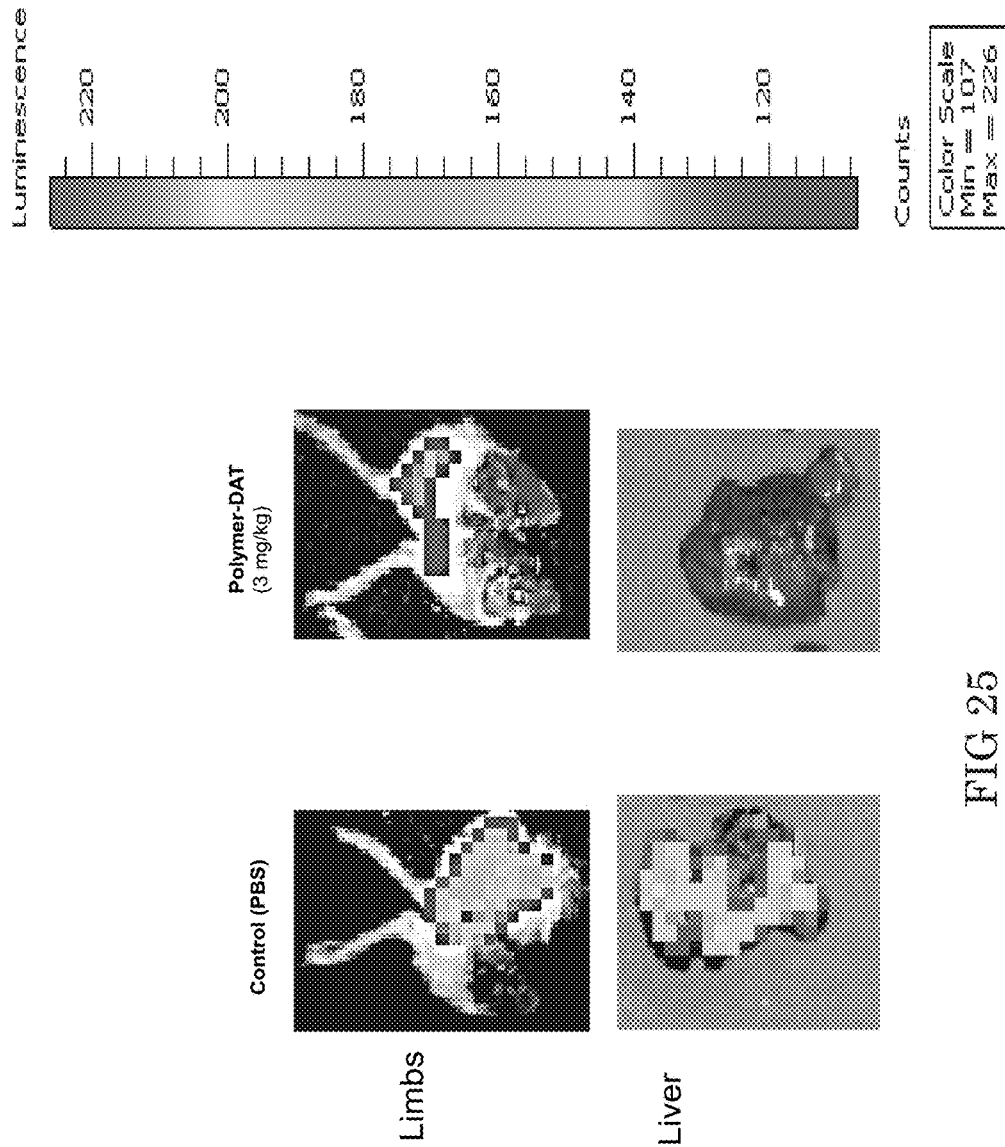 Control (PBS)
Polymer-DAT
(3 mg/kg)
Limbs
Liver
Luminescence
220
200
180
160
140
120
Counts
Color Scale
Min = 107
Max = 226
FIG 25